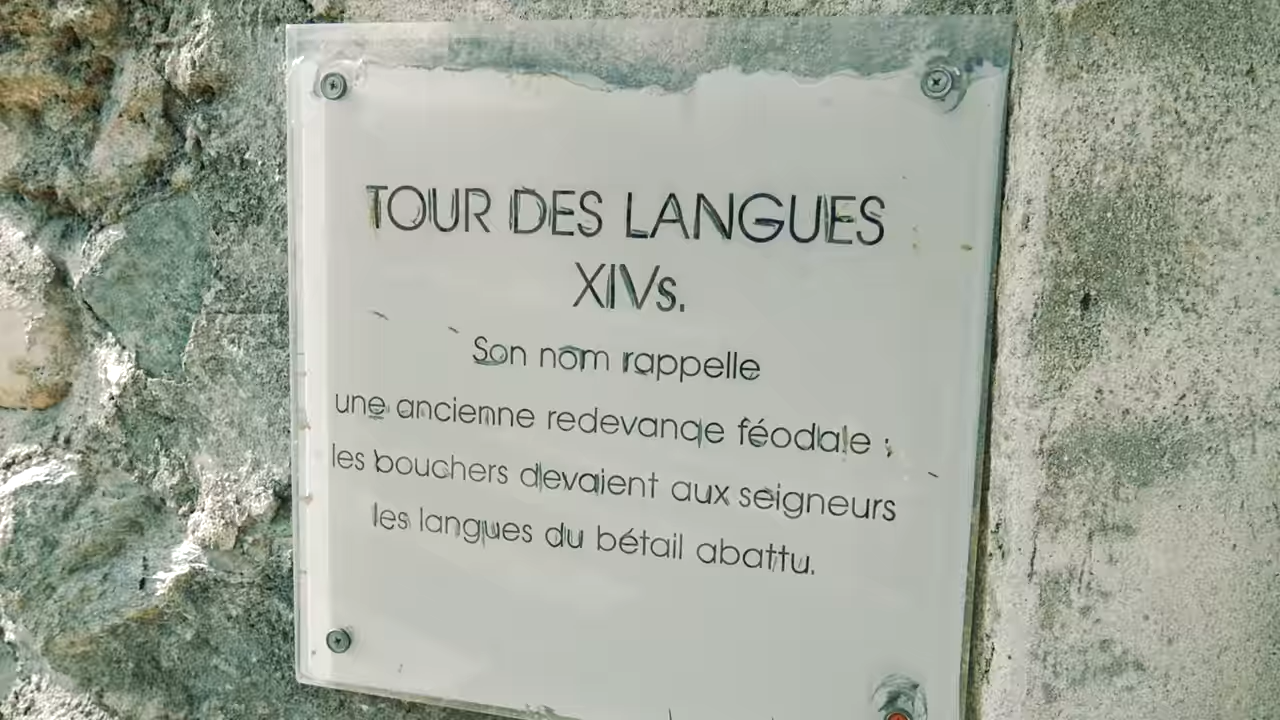 TOUR DES LANGUES
XIVs.
Son nom rappelle
une ancienne redevance féodale ;
les bouchers devaient aux seigneurs
les langues du bétail abattu.